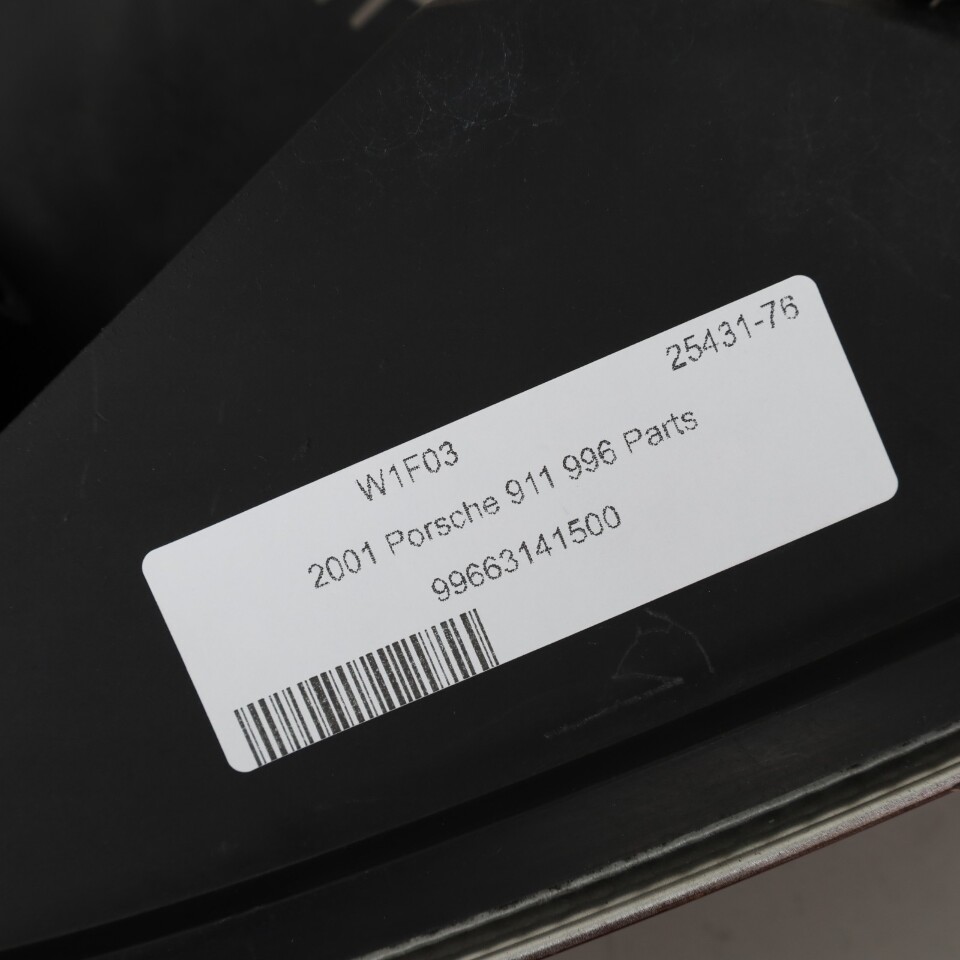 25431-76
W1F03
2001 Porsche 911 996 Parts
99663141500